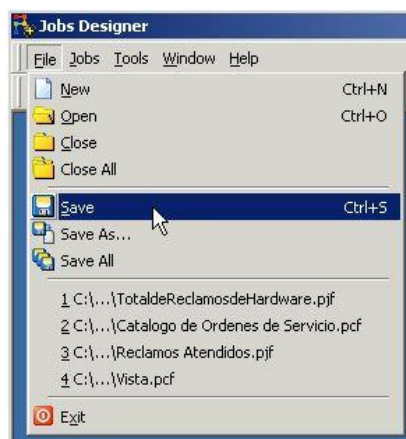 Jobs Designer
File Jobs Tools Window Help
New Ctrl+N
Open Ctrl+O
Close
Close All
Save Ctrl+S
Save As...
Save All
1 C:\...\TotaldeReclamosdeHardware.pjf
2 C:\...\Catalogo de Ordenes de Servicio.pcf
3 C:\...\Reclamos Atendidos.pjf
4 C:\...\Vista.pcf
Exit